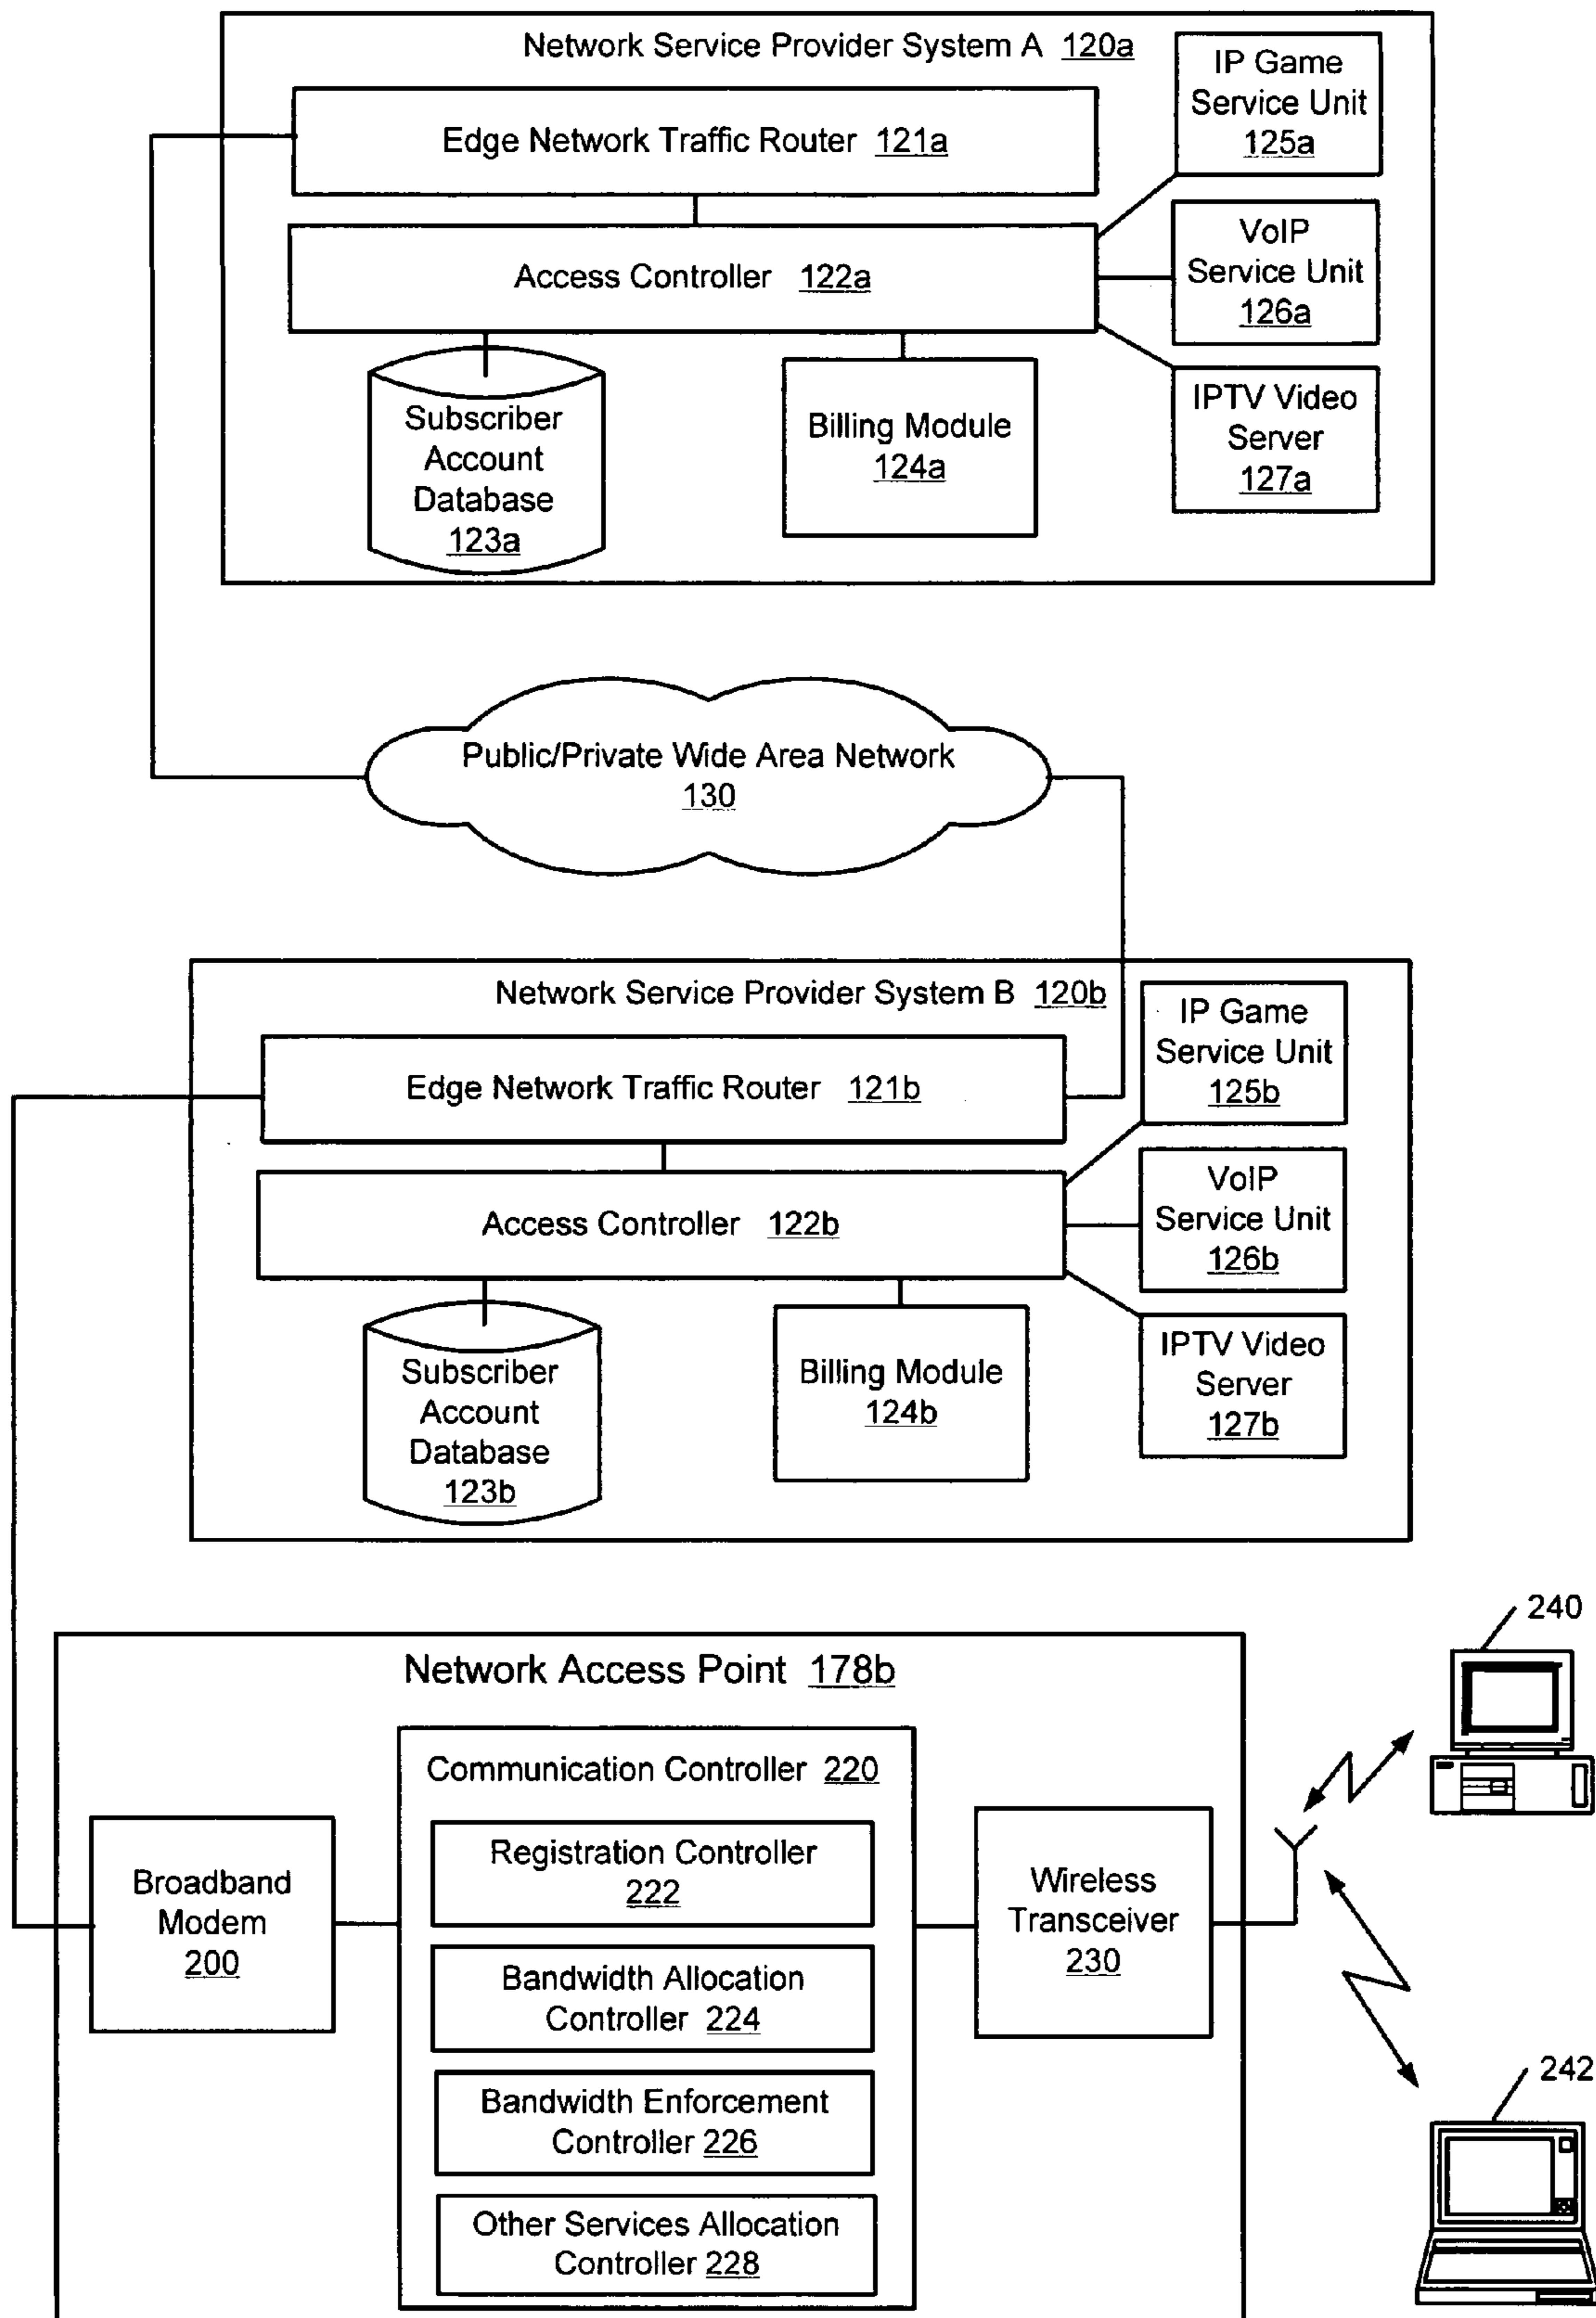 Network Service Provider System A 120a
IP Game
Service Unit
125a
Edge Network Traffic Router 121a
VoIP
Service Unit
126a
Access Controller 122a
IPTV Video
Server
127a
Subscriber
Account
Database
123a
Billing Module
124a
Public/Private Wide Area Network
130
Network Service Provider System B 120b
IP Game
Service Unit
125b
Edge Network Traffic Router 121b
VoIP
Service Unit
126b
Access Controller 122b
IPTV Video
Server
127b
Subscriber
Account
Database
123b
Billing Module
124b
240
Network Access Point 178b
Communication Controller 220
Broadband
Modem
200
Registration Controller
222
Bandwidth Allocation
Controller 224
Bandwidth Enforcement
Controller 226
Other Services Allocation
Controller 228
Wireless
Transceiver
230
242